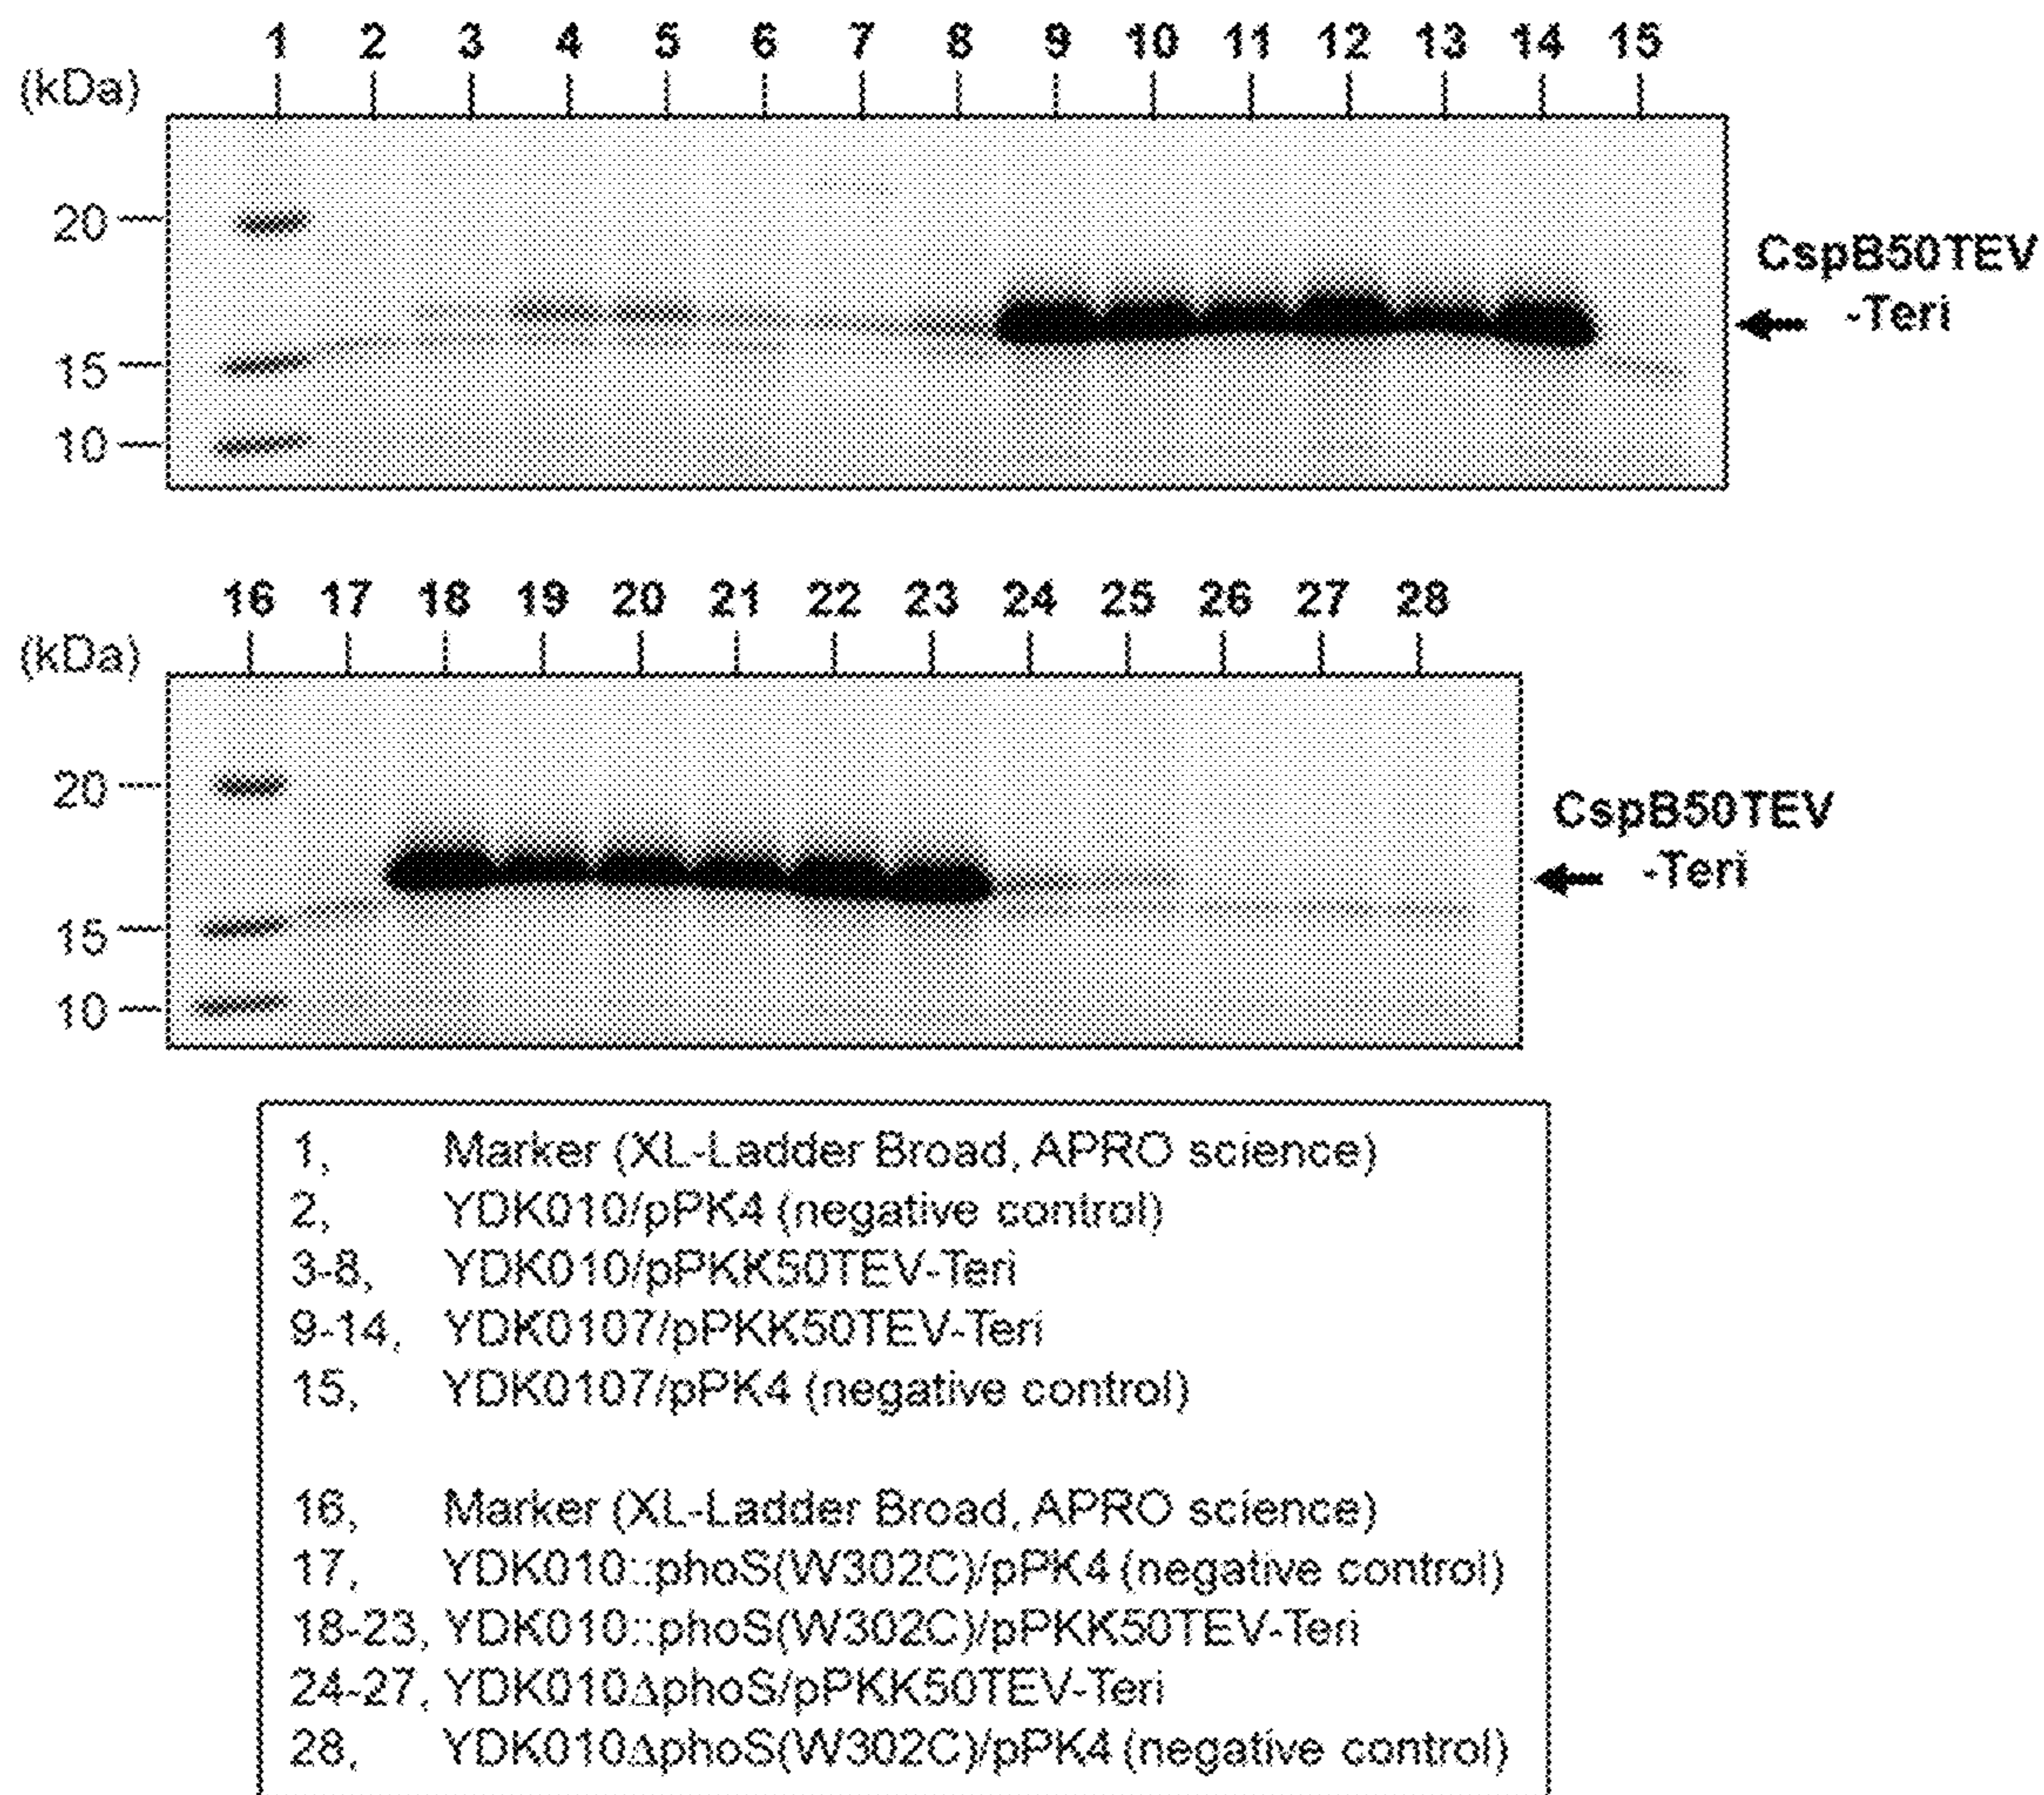 1 2 3 4 5 6 7 8 9 10 11 12 13 14 15
(kDa)
20
15
10
CspB50TEV
-Teri
16 17 18 19 20 21 22 23 24 25 26 27 28
(kDa)
20
15
10
CspB50TEV
-Teri
1, Marker (XL-Ladder Broad, APRO science)
2, YDK010/pPK4 (negative control)
3-8, YDK010/pPKK50TEV-Teri
9-14, YDK0107/pPKK50TEV-Teri
15, YDK0107/pPK4 (negative control)
16, Marker (XL-Ladder Broad, APRO science)
17, YDK010::phoS(W302C)/pPK4 (negative control)
18-23, YDK010::phoS(W302C)/pPKK50TEV-Teri
24-27, YDK010ΔphoS/pPKK50TEV-Teri
28, YDK010ΔphoS(W302C)/pPK4 (negative control)